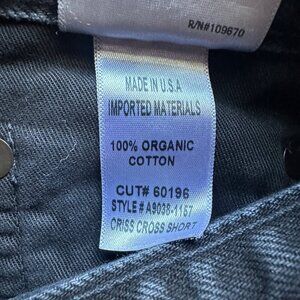 R/N#109670
MADE IN U.S.A
IMPORTED MATERIALS
100% ORGANIC
COTTON
CUT# 60196
STYLE # A9038-1157
CRISS CROSS SHORT